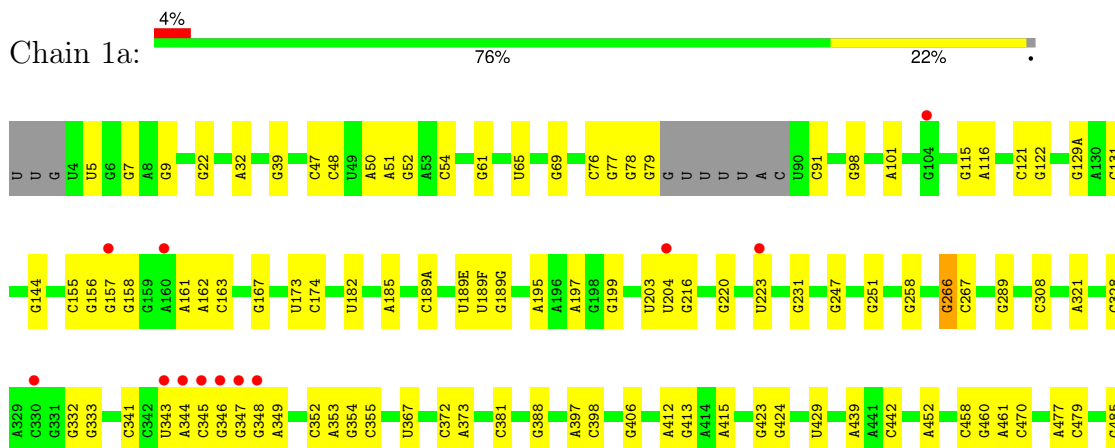 4%
Chain 1a:
76% 22% •
U U G U4 U5 G6 G7 A8 G9 G22 A32 G39 C47 C48 U49 A50 A51 G52 A53 C54 G61 U65 G69 C76 G77 G78 G79 G U U U U A C U90 C91 G98 A101 G104 G115 A116 C121 G122 G129A A130 C131
G144 C155 G156 G157 G158 G159 A160 A161 A162 C163 G167 U173 C174 U182 A185 C189A U189E U189F G189G A195 A196 A197 G198 G199 U203 U204 G216 G220 U223 G231 G247 G251 G258 G266 C267 G289 C308 A321
A329 C330 G331 G332 G333 C341 C342 U343 A344 C345 G346 G347 G348 A349 C352 A353 G354 C355 U367 C372 A373 C381 G388 A397 C398 G406 A412 G413 A414 A415 G423 G424 U429 A439 A441 C442 A452 C458 G460 A461 C470 A477 C479